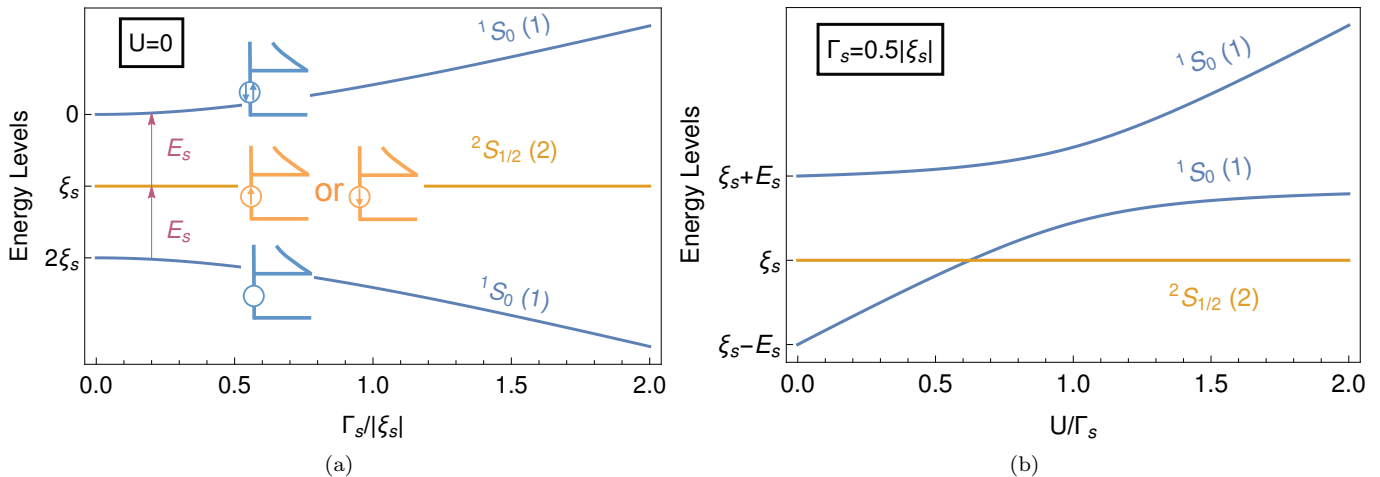 U=0
¹S₀ (1)
0
Eₛ
²S₁/₂ (2)
ξₛ
or
Eₛ
2ξₛ
¹S₀ (1)
Energy Levels
0.0 0.5 1.0 1.5 2.0
Γₛ/|ξₛ|
(a)
Γₛ=0.5|ξₛ|
¹S₀ (1)
ξₛ+Eₛ
¹S₀ (1)
ξₛ
²S₁/₂ (2)
ξₛ−Eₛ
Energy Levels
0.0 0.5 1.0 1.5 2.0
U/Γₛ
(b)